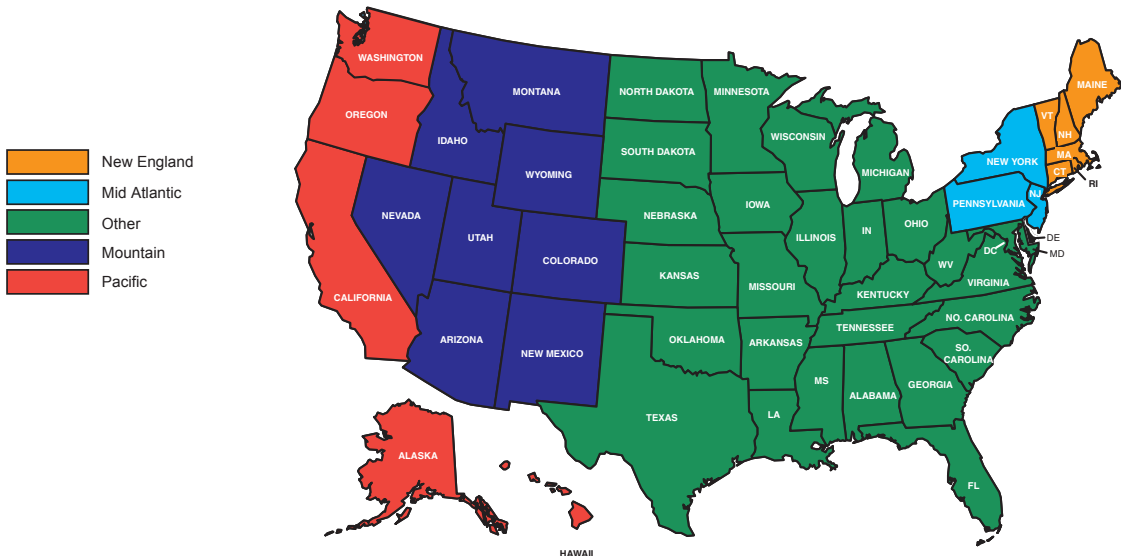 New England
Mid Atlantic
Other
Mountain
Pacific
WASHINGTON
OREGON
CALIFORNIA
NEVADA
IDAHO
MONTANA
WYOMING
UTAH
COLORADO
ARIZONA
NEW MEXICO
ALASKA
HAWAII
NORTH DAKOTA
SOUTH DAKOTA
NEBRASKA
KANSAS
OKLAHOMA
TEXAS
MINNESOTA
IOWA
MISSOURI
ARKANSAS
LA
WISCONSIN
ILLINOIS
MICHIGAN
IN
OHIO
KENTUCKY
TENNESSEE
MS
ALABAMA
GEORGIA
FL
SO.
CAROLINA
NO. CAROLINA
VIRGINIA
WV
DC
MD
DE
PENNSYLVANIA
NJ
NEW YORK
CT
RI
MA
VT
NH
MAINE